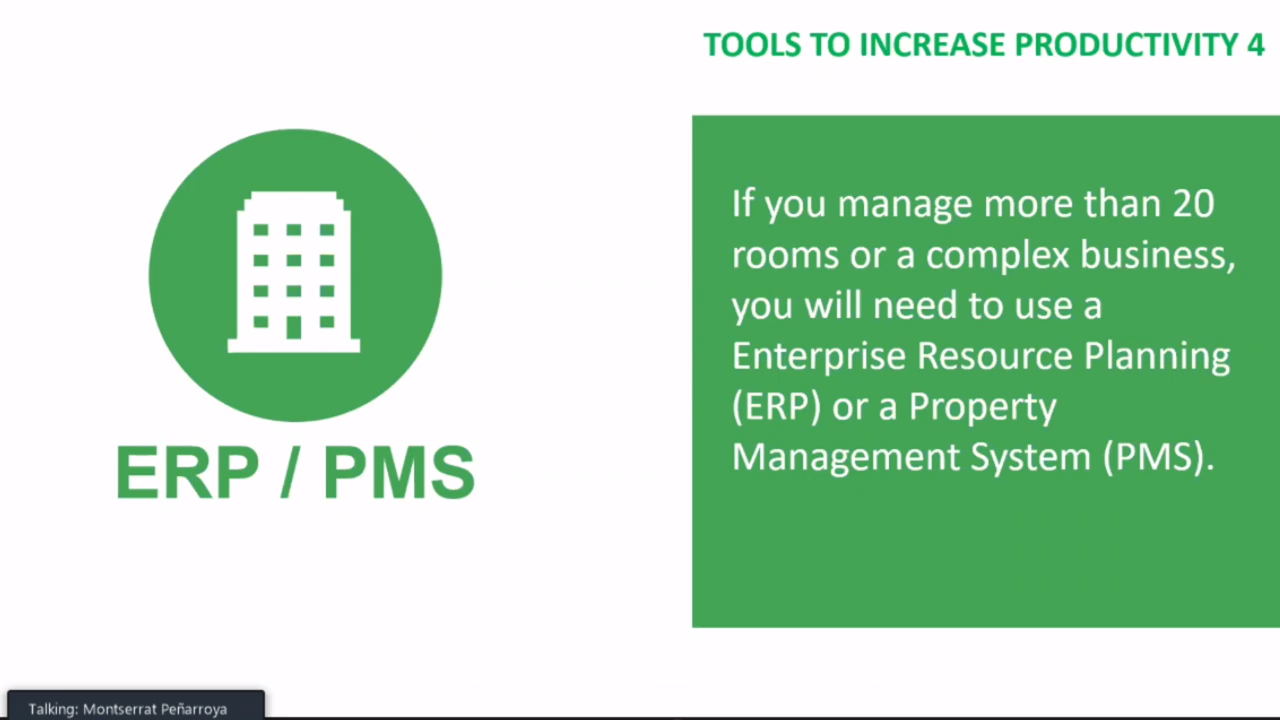 TOOLS TO INCREASE PRODUCTIVITY 4
If you manage more than 20
rooms or a complex business,
you will need to use a
Enterprise Resource Planning
(ERP) or a Property
Management System (PMS).
ERP / PMS
Talking: Montserrat Peñarroya